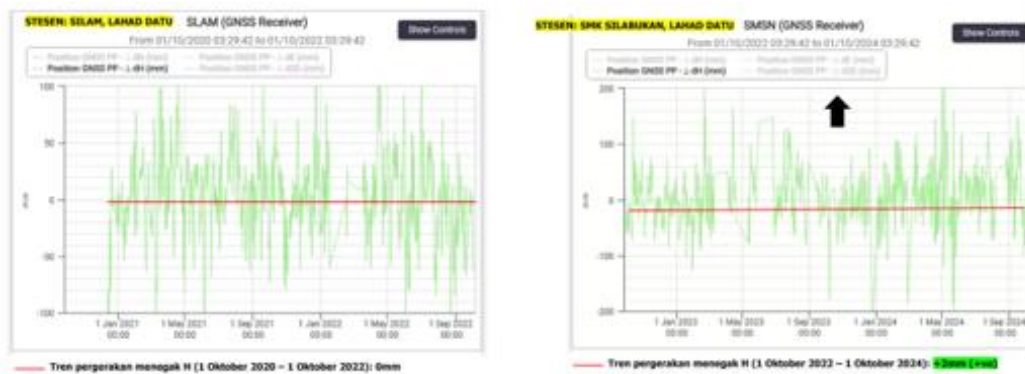 STESEN: SILAM, LAHAD DATU SLAM (GNSS Receiver)
Show Controls
From 01/10/2020 03:29:42 to 01/10/2022 03:29:42
Position GNSS PP - ⊥ dH (mm)
100
50
0
-50
-100
1 Jan 2021 00:00
1 May 2021 00:00
1 Sep 2021 00:00
1 Jan 2022 00:00
1 May 2022 00:00
1 Sep 2022 00:00
Tren pergerakan menegak H (1 Oktober 2020 – 1 Oktober 2022): 0mm
STESEN: SMK SILABUKAN, LAHAD DATU SMSN (GNSS Receiver)
Show Controls
From 01/10/2022 03:29:42 to 01/10/2024 03:29:42
Position GNSS PP - ⊥ dH (mm)
200
100
0
-100
-200
1 Jan 2023 00:00
1 May 2023 00:00
1 Sep 2023 00:00
1 Jan 2024 00:00
1 May 2024 00:00
1 Sep 2024 00:00
Tren pergerakan menegak H (1 Oktober 2022 – 1 Oktober 2024):